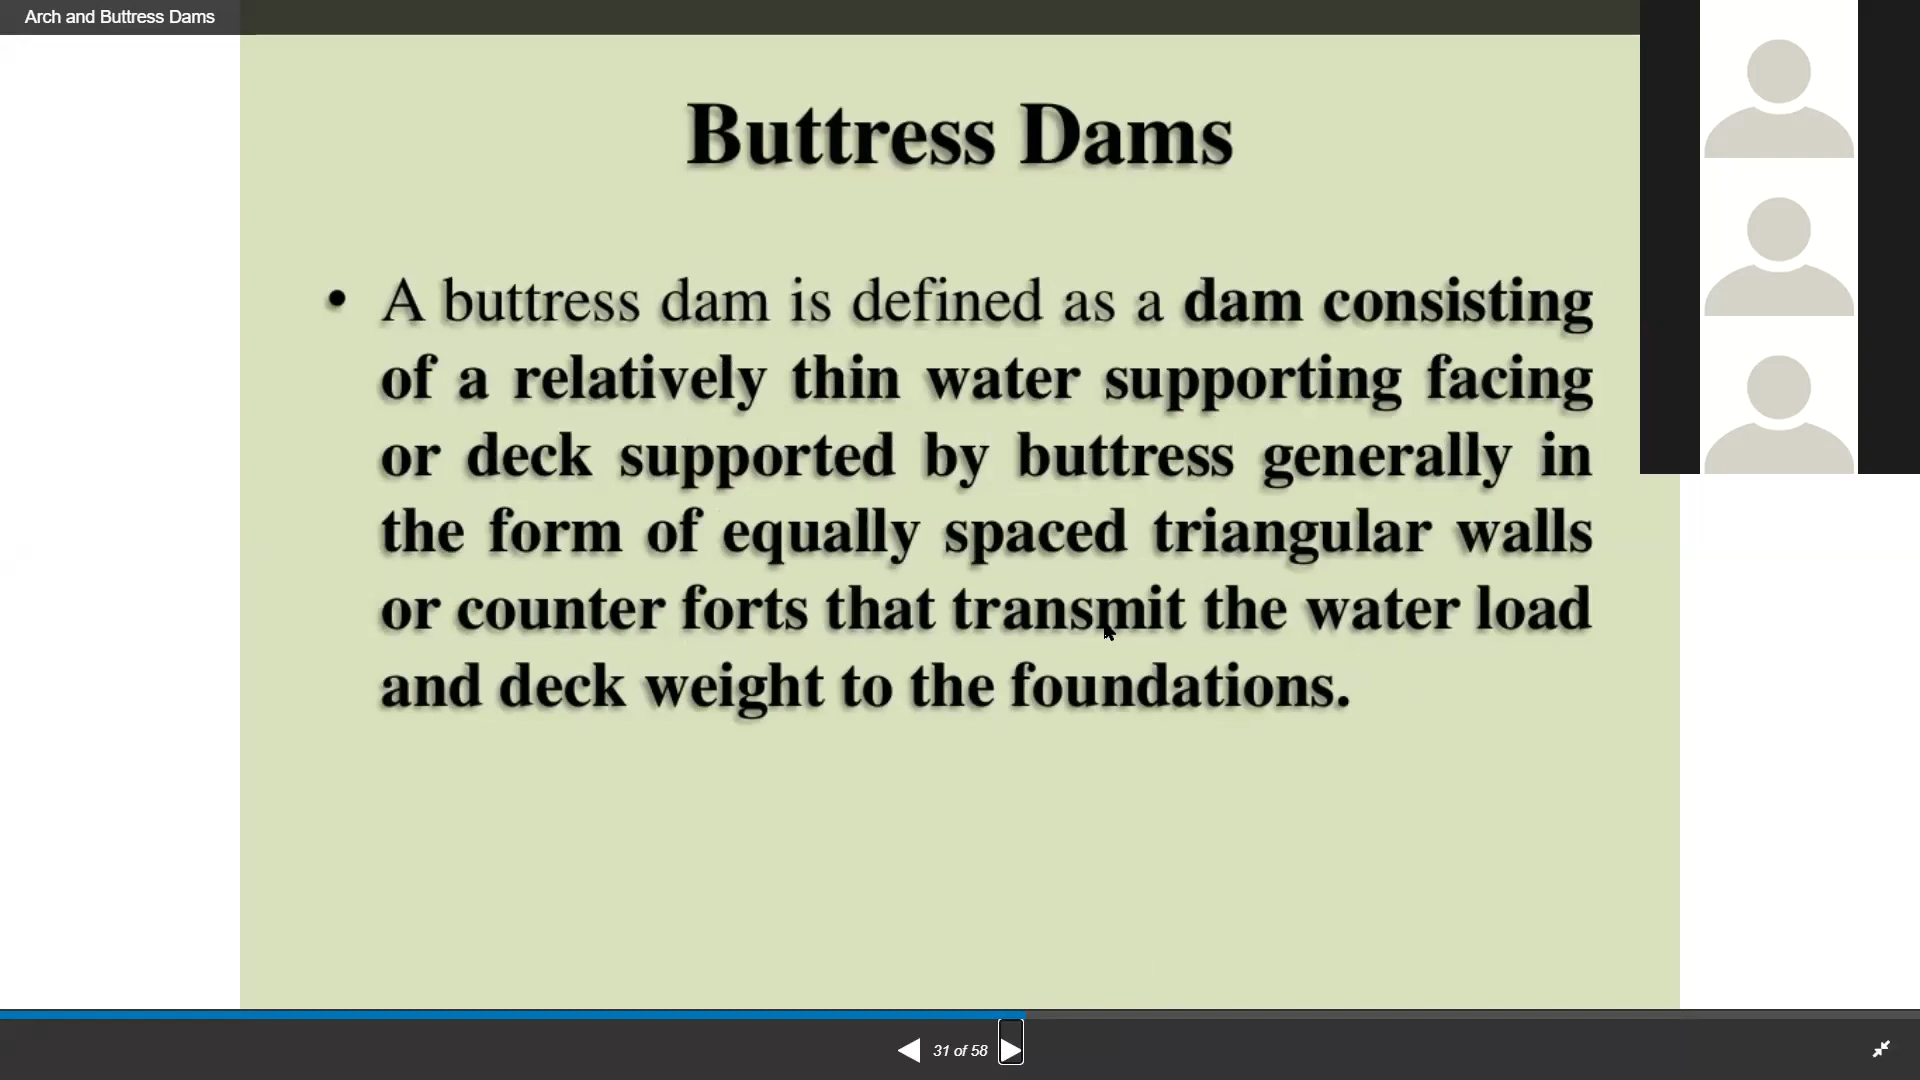 Arch and Buttress Dams
Buttress Dams
• A buttress dam is defined as a dam consisting
of a relatively thin water supporting facing
or deck supported by buttress generally in
the form of equally spaced triangular walls
or counter forts that transmit the water load
and deck weight to the foundations.
31 of 58